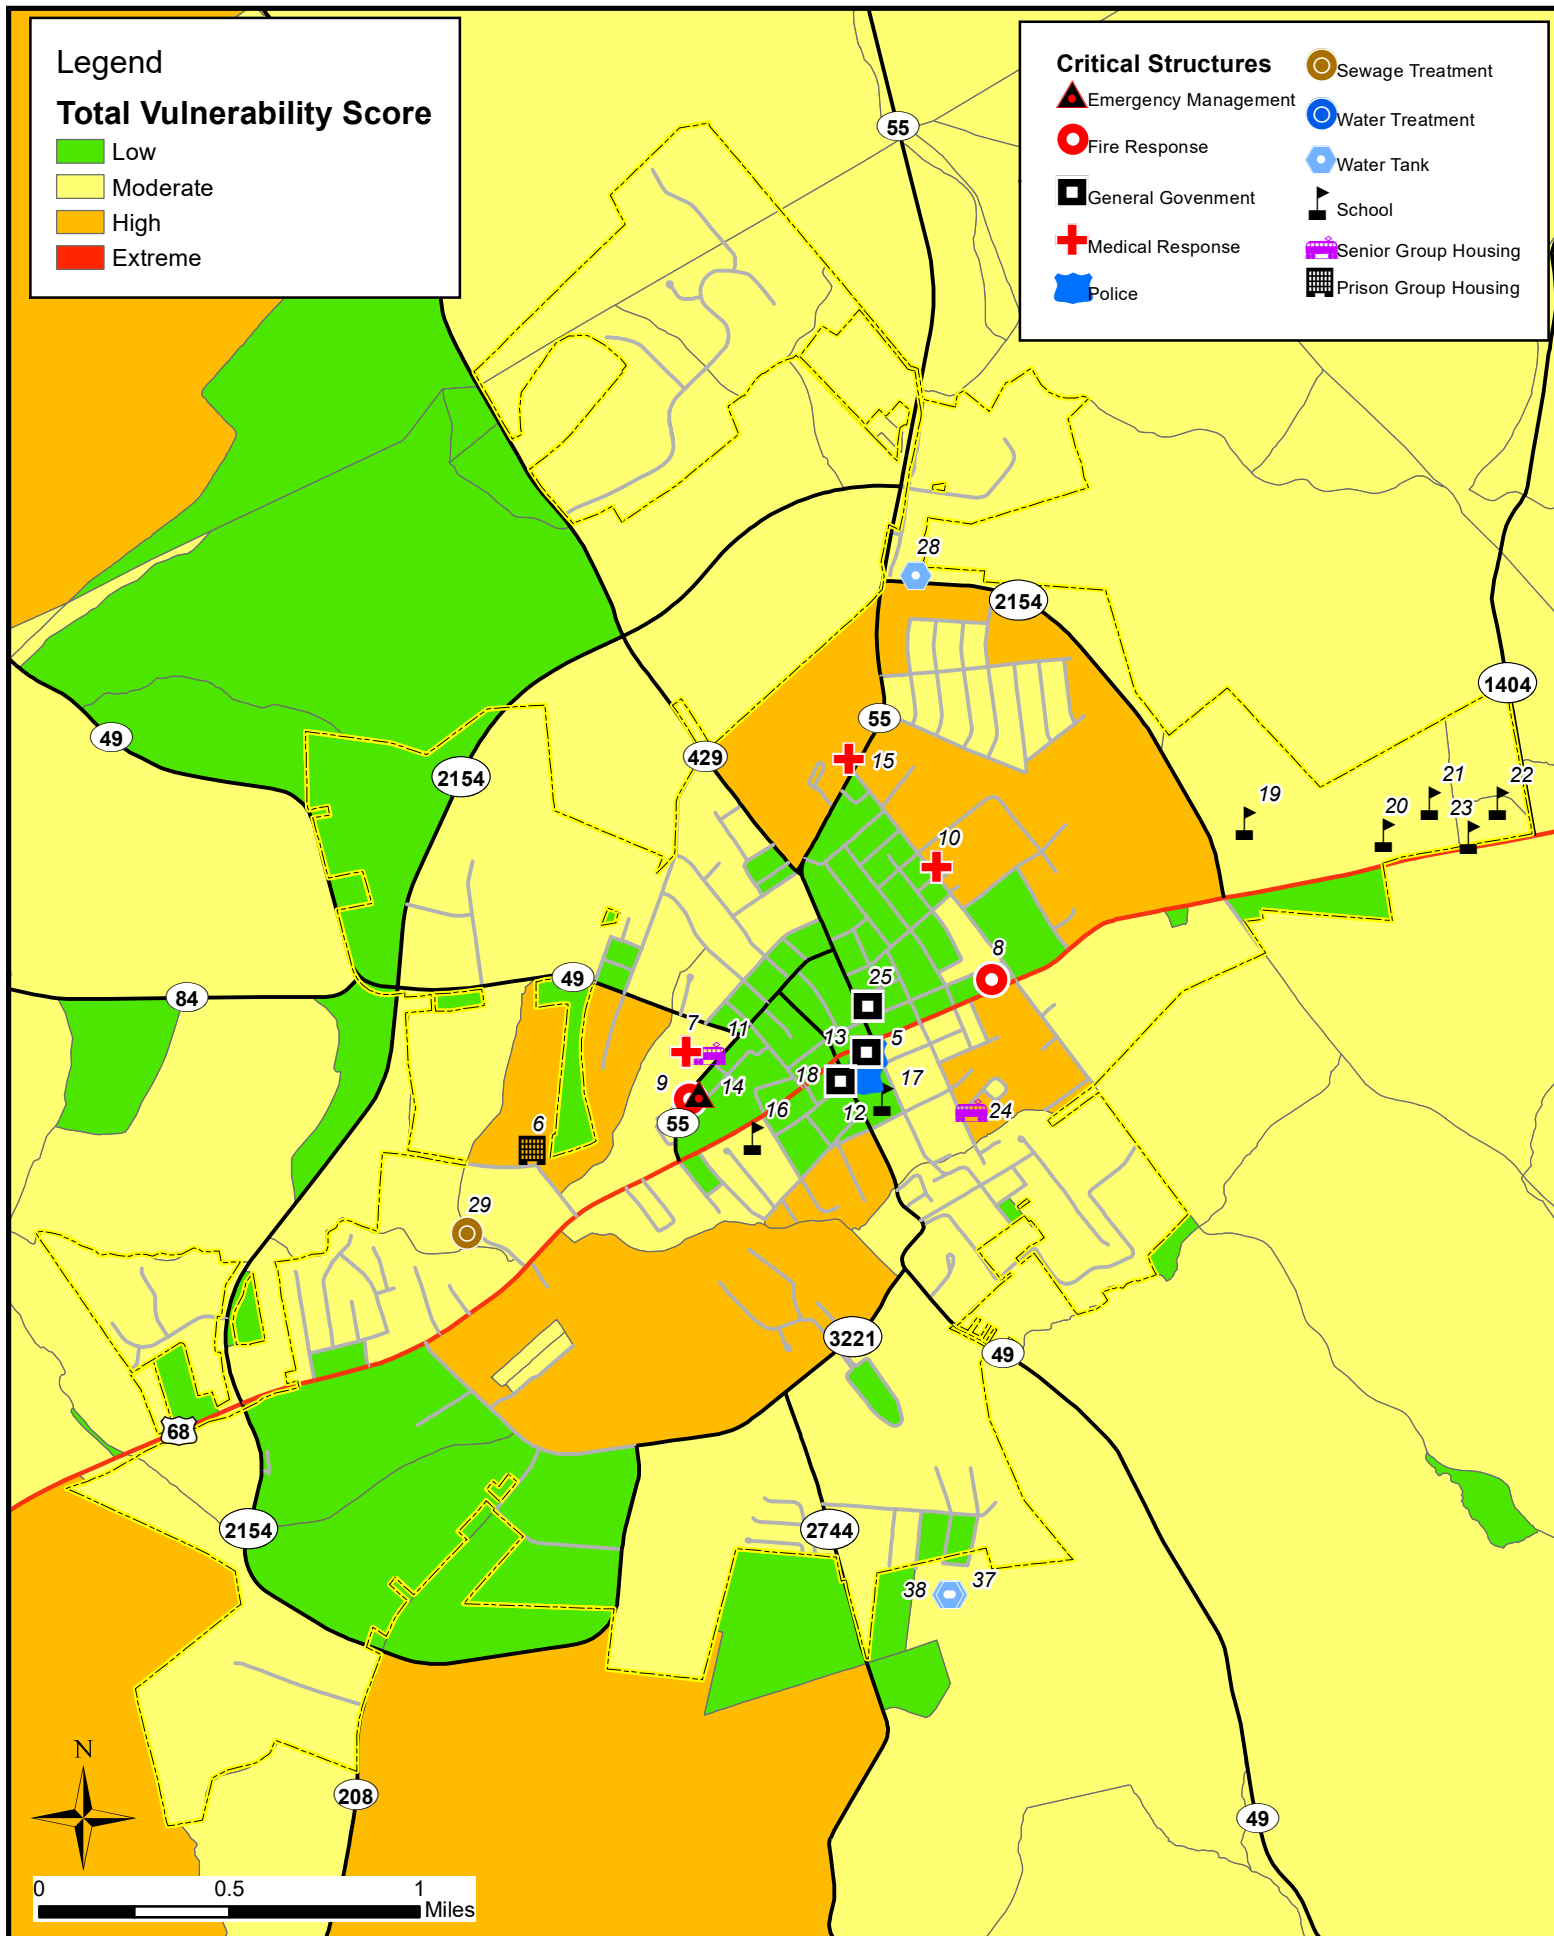 Legend
Total Vulnerability Score
Low
Moderate
High
Extreme
Critical Structures
Emergency Management
Fire Response
General Govenment
Medical Response
Police
Sewage Treatment
Water Treatment
Water Tank
School
Senior Group Housing
Prison Group Housing
55
28
2154
1404
55
49
429
15
2154
21
22
19
20
23
10
8
49
25
84
7
11
13
5
9
14
18
17
55
16
12
24
6
29
3221
49
68
2154
2744
38
37
N
208
49
0
0.5
1
Miles